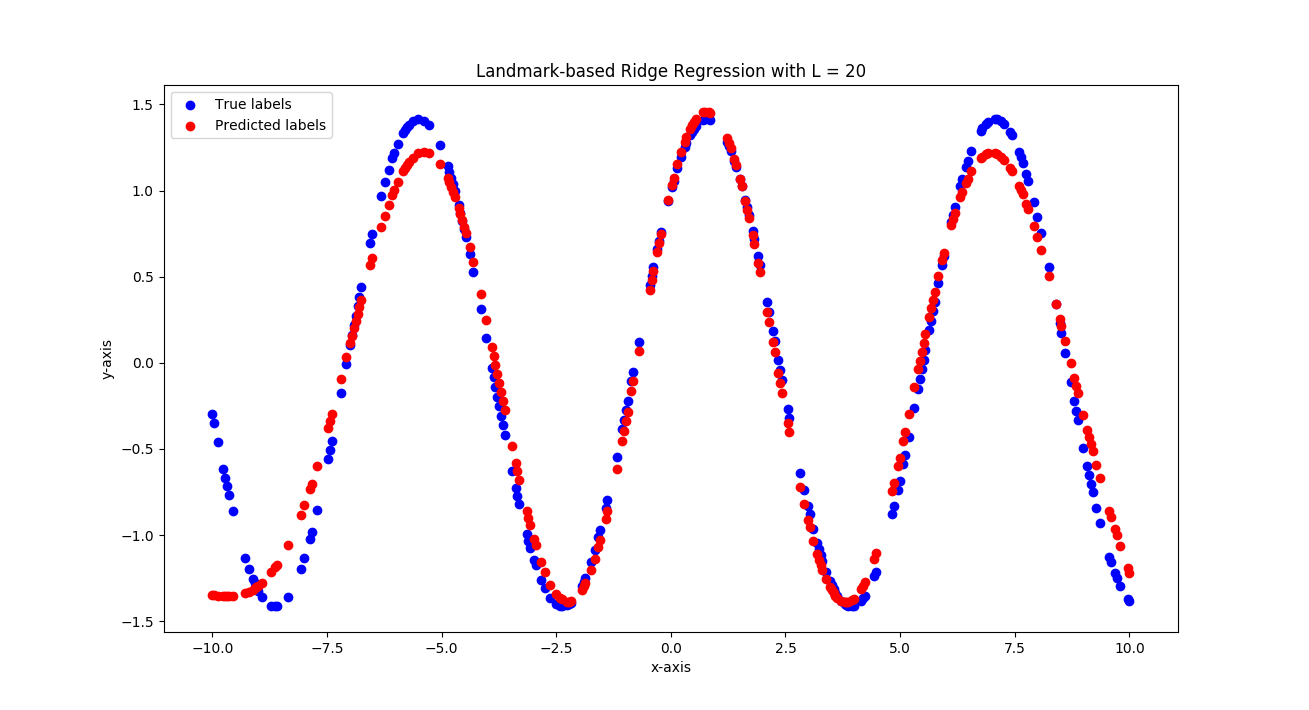 Landmark-based Ridge Regression with L = 20
True labels
Predicted labels
1.5
1.0
0.5
0.0
−0.5
−1.0
−1.5
y-axis
−10.0 −7.5 −5.0 −2.5 0.0 2.5 5.0 7.5 10.0
x-axis